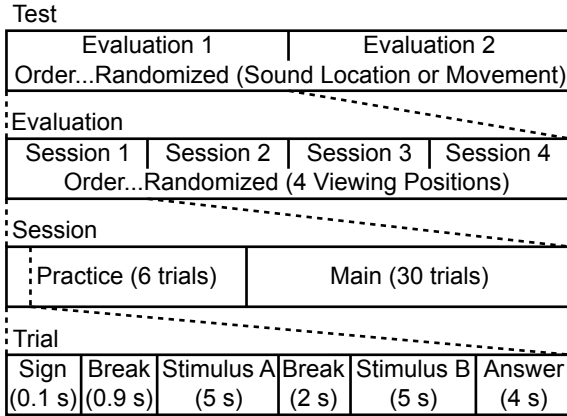 Test
Evaluation 1 Evaluation 2
Order...Randomized (Sound Location or Movement)
Evaluation
Session 1 Session 2 Session 3 Session 4
Order...Randomized (4 Viewing Positions)
Session
Practice (6 trials) Main (30 trials)
Trial
Sign Break Stimulus A Break Stimulus B Answer
(0.1 s) (0.9 s) (5 s) (2 s) (5 s) (4 s)